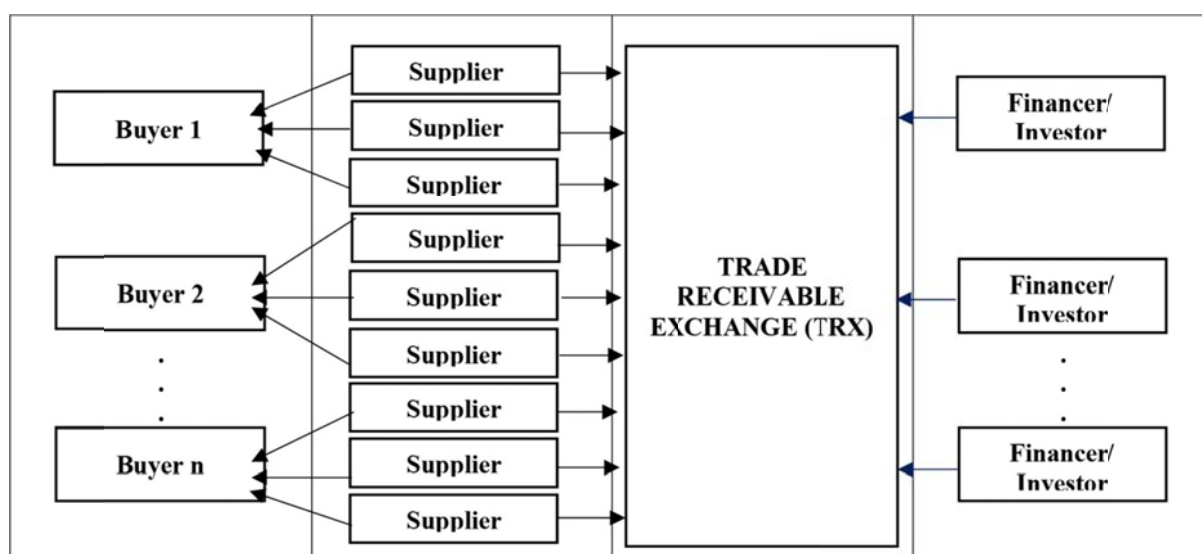 Buyer 1
Buyer 2
.
.
.
Buyer n
Supplier
Supplier
Supplier
Supplier
Supplier
Supplier
Supplier
Supplier
Supplier
TRADE
RECEIVABLE
EXCHANGE (TRX)
Financer/
Investor
Financer/
Investor
.
.
.
Financer/
Investor